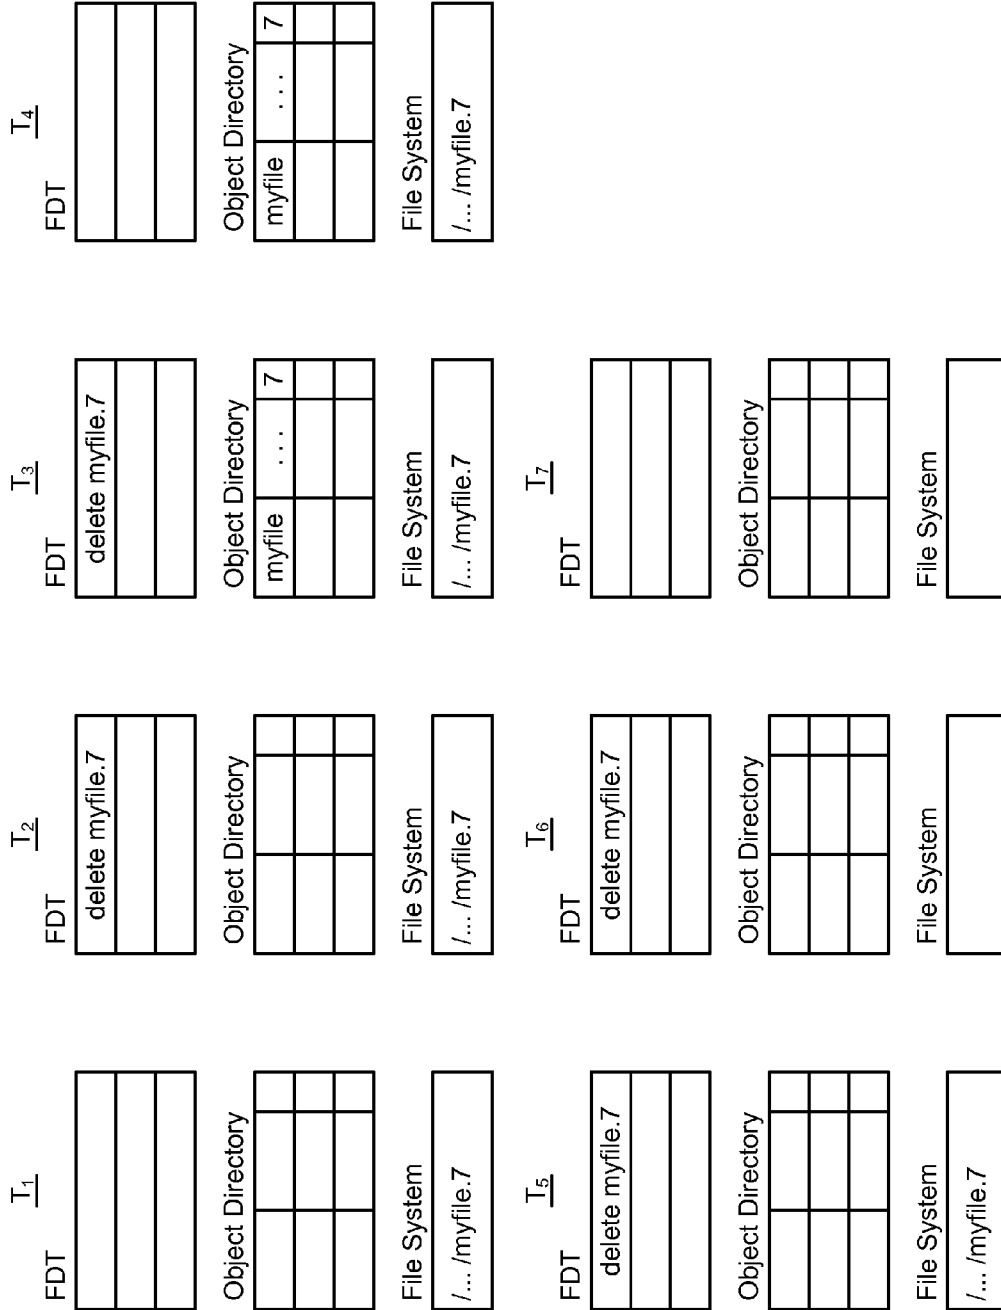 T1
FDT
Object Directory
File System
/... /myfile.7
T2
FDT
delete myfile.7
Object Directory
File System
/... /myfile.7
T3
FDT
delete myfile.7
Object Directory
myfile ... 7
File System
/... /myfile.7
T4
FDT
Object Directory
myfile ... 7
File System
/... /myfile.7
T5
FDT
delete myfile.7
Object Directory
File System
/... /myfile.7
T6
FDT
delete myfile.7
Object Directory
File System
T7
FDT
Object Directory
File System